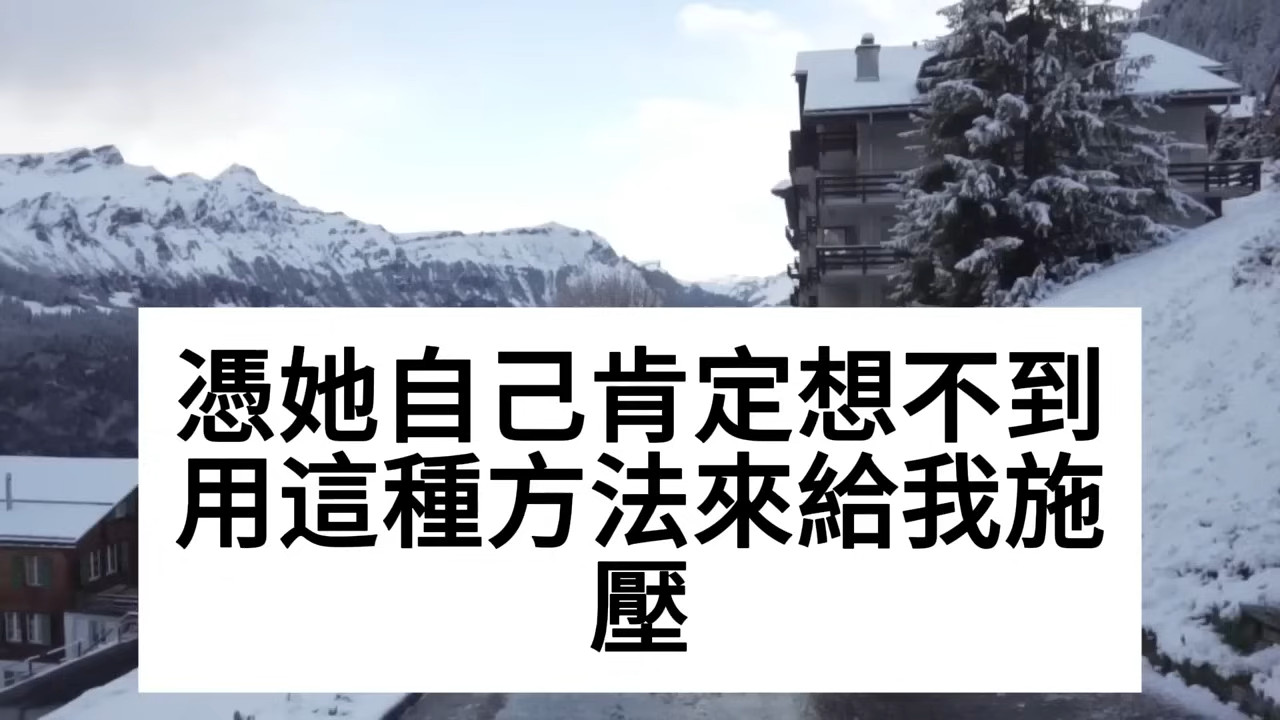 憑她自己肯定想不到
用這種方法來給我施
壓